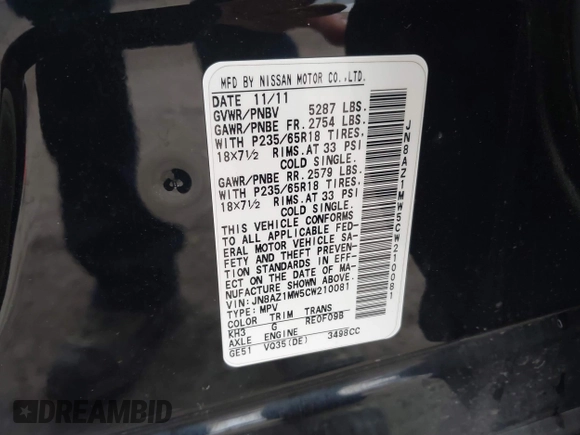 MFD BY NISSAN MOTOR CO.,LTD.
DATE 11/11
GVWR/PNBV 5287 LBS.
GAWR/PNBE FR. 2754 LBS.
WITH P235/65R18 TIRES,
18X7½ RIMS.AT 33 PSI
COLD SINGLE.
GAWR/PNBE RR. 2579 LBS.
WITH P235/65R18 TIRES,
18X7½ RIMS.AT 33 PSI
COLD SINGLE.
THIS VEHICLE CONFORMS
TO ALL APPLICABLE FED-
ERAL MOTOR VEHICLE SA-
FETY AND THEFT PREVEN-
TION STANDARDS IN EFF-
ECT ON THE DATE OF MA-
NUFACTURE SHOWN ABOVE.
VIN:JN8AZ1MW5CW210081
TYPE: MPV
COLOR TRIM TRANS
KH3 G RE0F09B
AXLE ENGINE
GE51 VQ35(DE) 3498CC
JN8AZ1MW5CW210081
DREAMBID